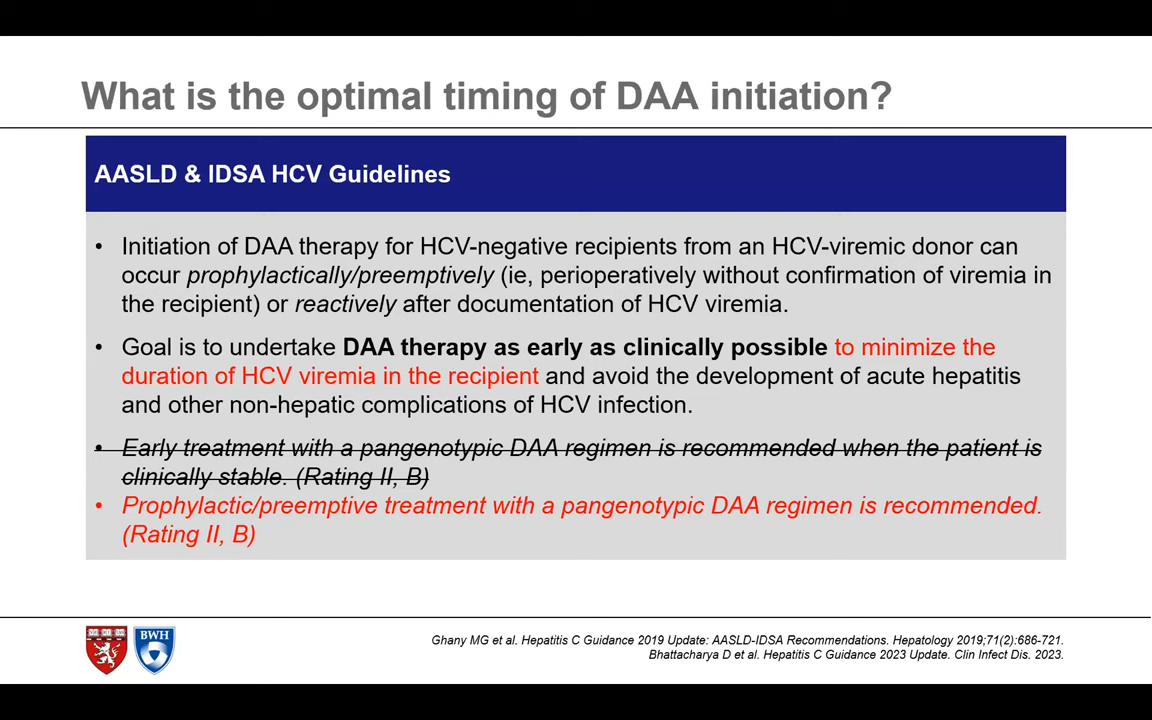 What is the optimal timing of DAA initiation?
AASLD & IDSA HCV Guidelines
• Initiation of DAA therapy for HCV-negative recipients from an HCV-viremic donor can
occur prophylactically/preemptively (ie, perioperatively without confirmation of viremia in
the recipient) or reactively after documentation of HCV viremia.
• Goal is to undertake DAA therapy as early as clinically possible to minimize the
duration of HCV viremia in the recipient and avoid the development of acute hepatitis
and other non-hepatic complications of HCV infection.
• Early treatment with a pangenotypic DAA regimen is recommended when the patient is
clinically stable. (Rating II, B)
• Prophylactic/preemptive treatment with a pangenotypic DAA regimen is recommended.
(Rating II, B)
BWH
Ghany MG et al. Hepatitis C Guidance 2019 Update: AASLD-IDSA Recommendations. Hepatology 2019;71(2):686-721.
Bhattacharya D et al. Hepatitis C Guidance 2023 Update. Clin Infect Dis. 2023.